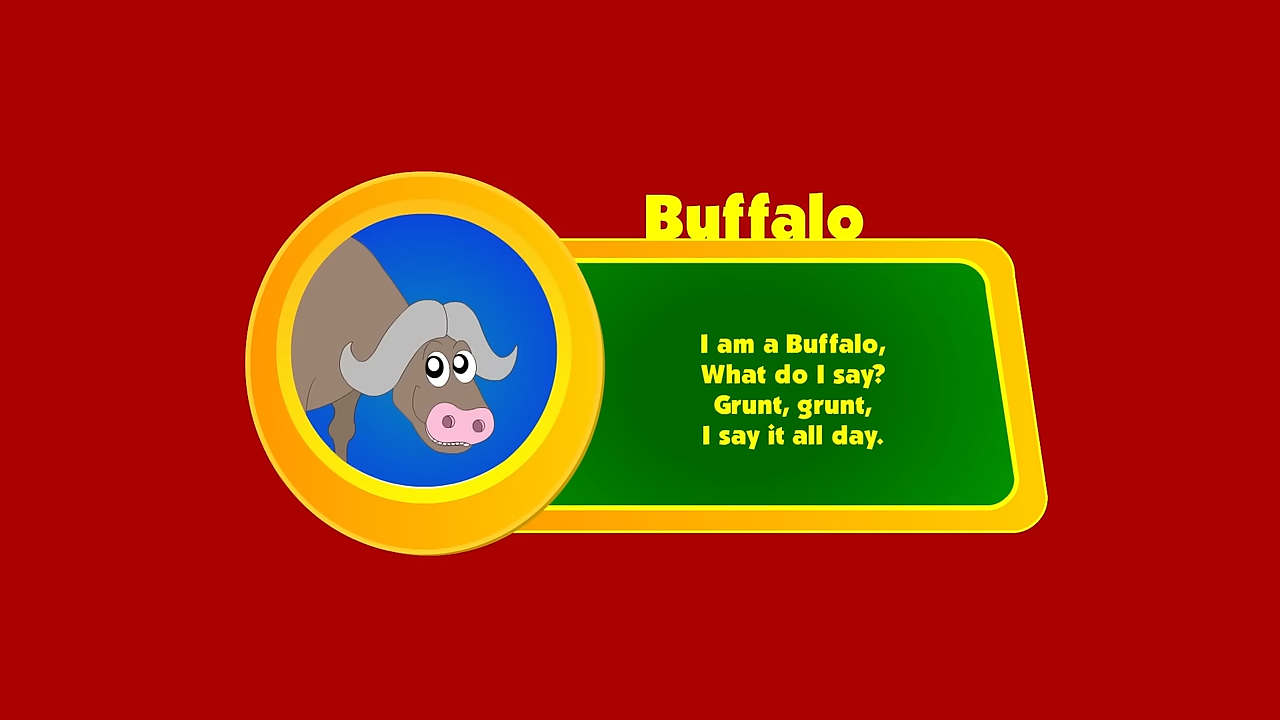 Buffalo
I am a Buffalo,
What do I say?
Grunt, grunt,
I say it all day.